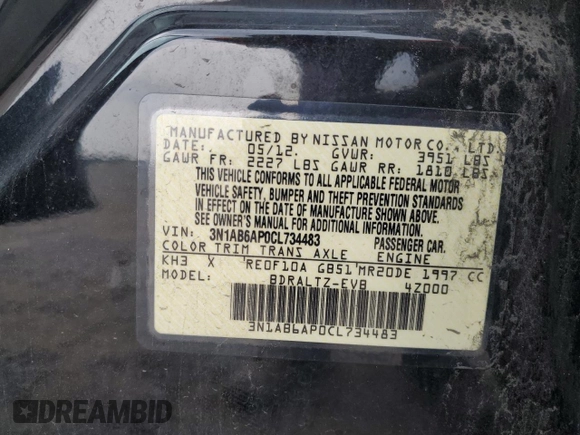 MANUFACTURED BY NISSAN MOTOR CO., LTD.
DATE: 05/12 GVWR: 3951 LBS
GAWR FR: 2227 LBS GAWR RR: 1810 LBS
THIS VEHICLE CONFORMS TO ALL APPLICABLE FEDERAL MOTOR
VEHICLE SAFETY, BUMPER AND THEFT PREVENTION STANDARDS
IN EFFECT ON THE DATE OF MANUFACTURE SHOWN ABOVE.
SEE OWNER'S MANUAL FOR ADDITIONAL INFORMATION.
VIN: 3N1AB6AP0CL734483 PASSENGER CAR.
COLOR TRIM TRANS AXLE ENGINE
KH3 X RE0F10A GB51 MR20DE 1997 CC
MODEL: BDRALTZ-EVB 4Z000
3N1AB6AP0CL734483
DREAMBID